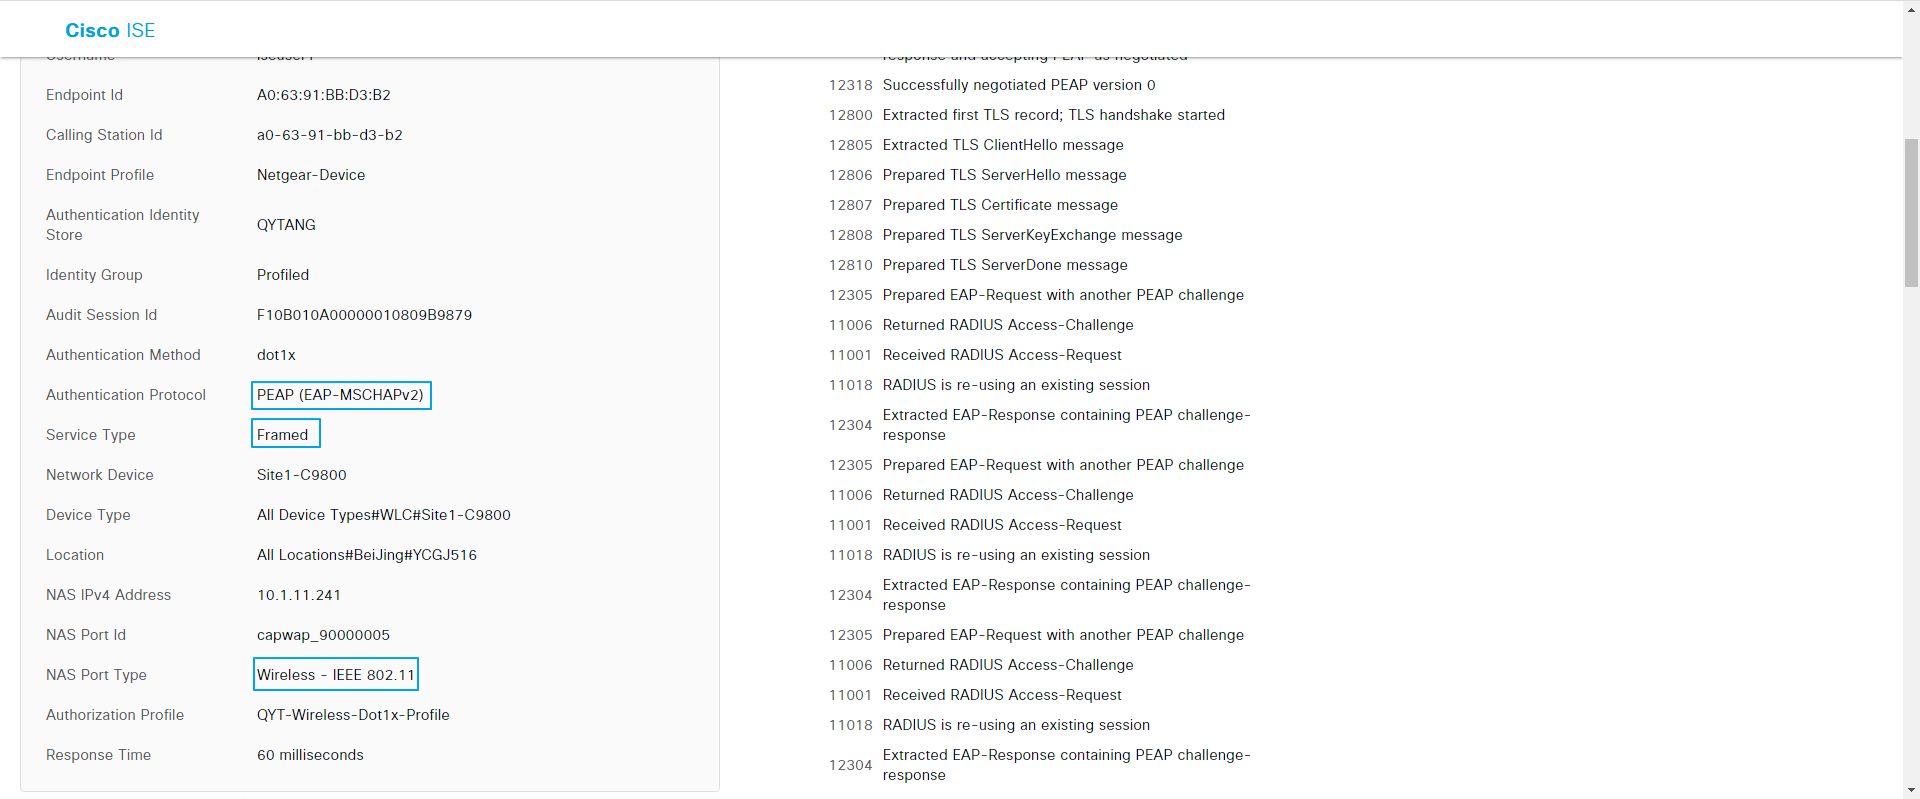 Cisco ISE
Username
iseuser1
Endpoint Id
A0:63:91:BB:D3:B2
Calling Station Id
a0-63-91-bb-d3-b2
Endpoint Profile
Netgear-Device
Authentication Identity
Store
QYTANG
Identity Group
Profiled
Audit Session Id
F10B010A00000010809B9879
Authentication Method
dot1x
Authentication Protocol
PEAP (EAP-MSCHAPv2)
Service Type
Framed
Network Device
Site1-C9800
Device Type
All Device Types#WLC#Site1-C9800
Location
All Locations#BeiJing#YCGJ516
NAS IPv4 Address
10.1.11.241
NAS Port Id
capwap_90000005
NAS Port Type
Wireless - IEEE 802.11
Authorization Profile
QYT-Wireless-Dot1x-Profile
Response Time
60 milliseconds
response and accepting PEAP as negotiated
12318 Successfully negotiated PEAP version 0
12800 Extracted first TLS record; TLS handshake started
12805 Extracted TLS ClientHello message
12806 Prepared TLS ServerHello message
12807 Prepared TLS Certificate message
12808 Prepared TLS ServerKeyExchange message
12810 Prepared TLS ServerDone message
12305 Prepared EAP-Request with another PEAP challenge
11006 Returned RADIUS Access-Challenge
11001 Received RADIUS Access-Request
11018 RADIUS is re-using an existing session
12304 Extracted EAP-Response containing PEAP challenge-
response
12305 Prepared EAP-Request with another PEAP challenge
11006 Returned RADIUS Access-Challenge
11001 Received RADIUS Access-Request
11018 RADIUS is re-using an existing session
12304 Extracted EAP-Response containing PEAP challenge-
response
12305 Prepared EAP-Request with another PEAP challenge
11006 Returned RADIUS Access-Challenge
11001 Received RADIUS Access-Request
11018 RADIUS is re-using an existing session
12304 Extracted EAP-Response containing PEAP challenge-
response